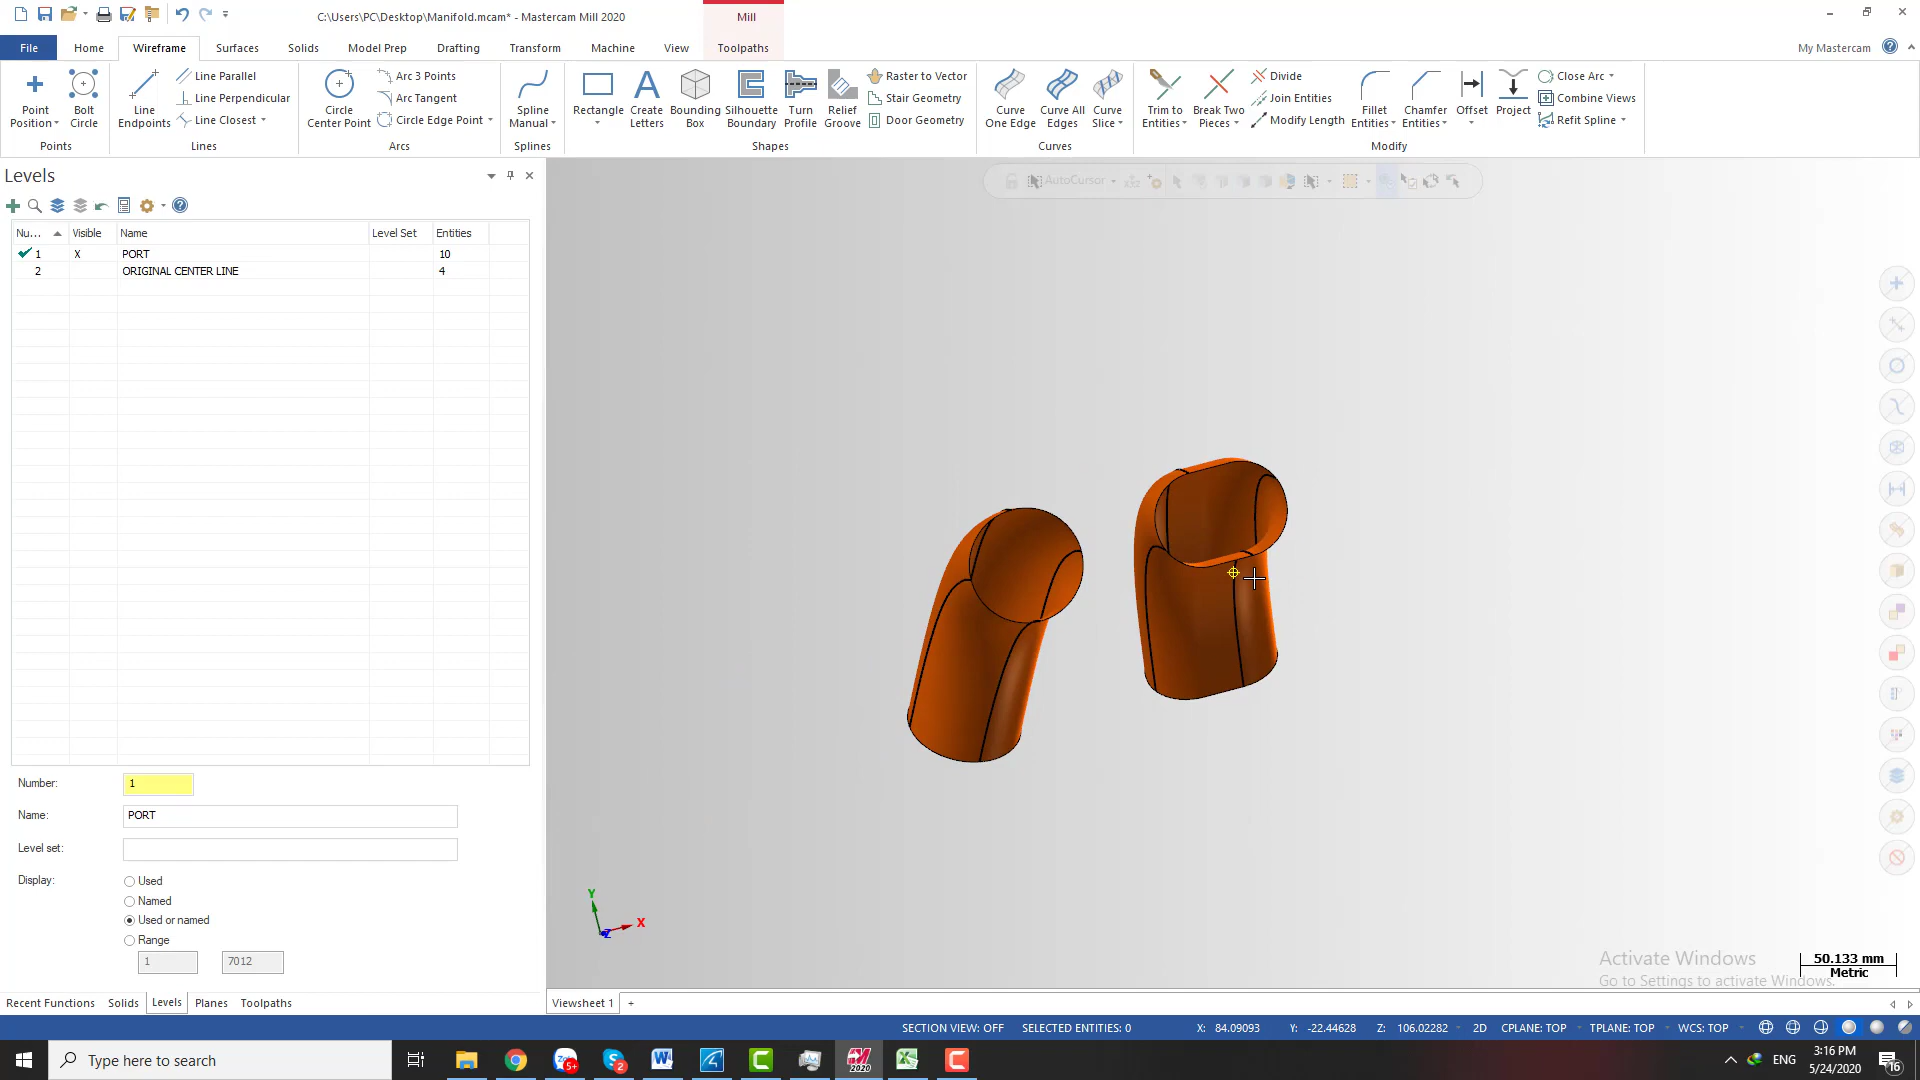 C:\Users\PC\Desktop\Manifold.mcam* - Mastercam Mill 2020
Mill
File Home Wireframe Surfaces Solids Model Prep Drafting Transform Machine View Toolpaths My Mastercam
Point Position
Bolt Circle
Points
Line Endpoints
Line Parallel
Line Perpendicular
Line Closest
Lines
Circle Center Point
Arc 3 Points
Arc Tangent
Circle Edge Point
Arcs
Spline Manual
Splines
Rectangle
Create Letters
Bounding Box
Silhouette Boundary
Turn Profile
Relief Groove
Raster to Vector
Stair Geometry
Door Geometry
Shapes
Curve One Edge
Curve All Edges
Curve Slice
Curves
Trim to Entities
Break Two Pieces
Divide
Join Entities
Modify Length
Fillet Entities
Chamfer Entities
Offset
Project
Close Arc
Combine Views
Refit Spline
Modify
Levels
AutoCursor
Nu... Visible Name Level Set Entities
1 X PORT 10
2 ORIGINAL CENTER LINE 4
Number: 1
Name: PORT
Level set:
Display:
Used
Named
Used or named
Range
1 7012
Y
X
Z
Activate Windows
Go to Settings to activate Windows.
50.133 mm
Metric
Recent Functions Solids Levels Planes Toolpaths
Viewsheet 1 +
SECTION VIEW: OFF SELECTED ENTITIES: 0 X: 84.09093 Y: -22.44628 Z: 106.02282 2D CPLANE: TOP TPLANE: TOP WCS: TOP
Type here to search
5+
2
2020
ENG
3:16 PM
5/24/2020
16